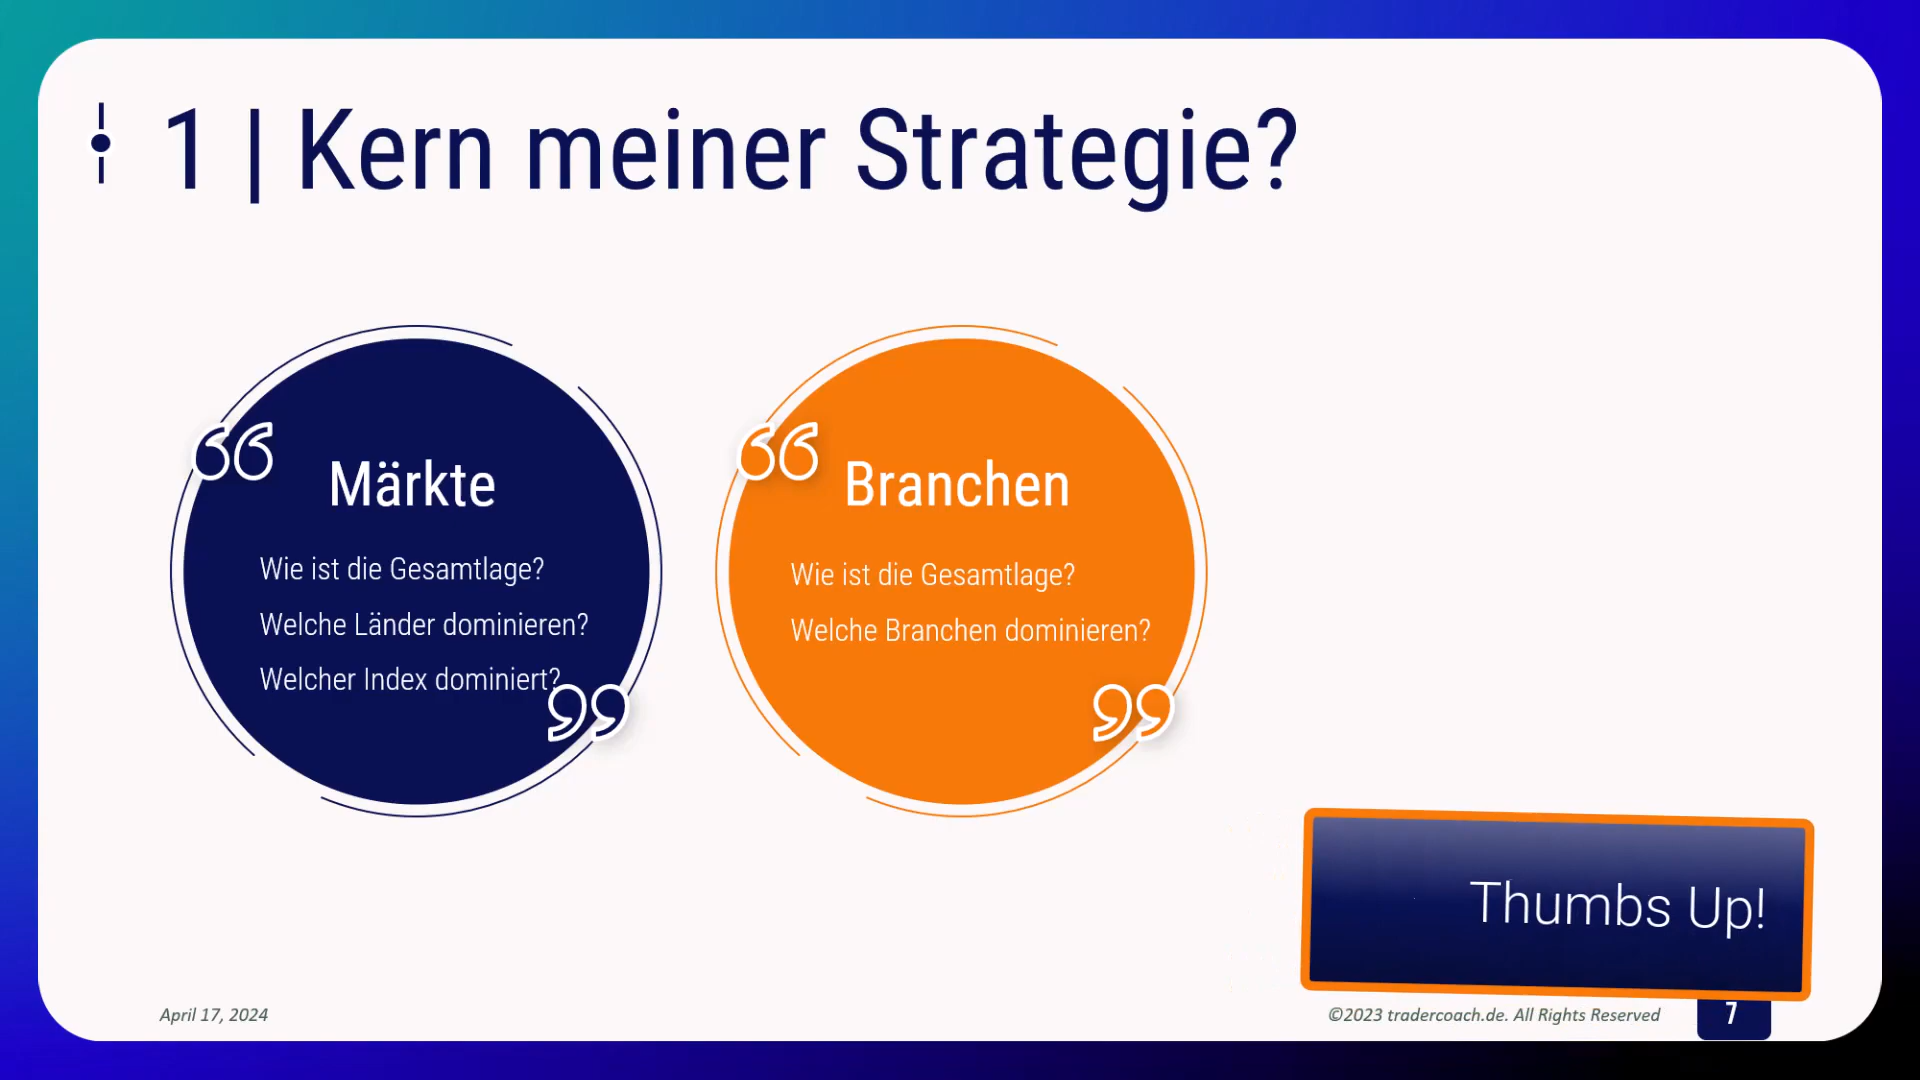 1 | Kern meiner Strategie?
Märkte
Wie ist die Gesamtlage?
Welche Länder dominieren?
Welcher Index dominiert?
Branchen
Wie ist die Gesamtlage?
Welche Branchen dominieren?
Thumbs Up!
April 17, 2024
©2023 tradercoach.de. All Rights Reserved
7